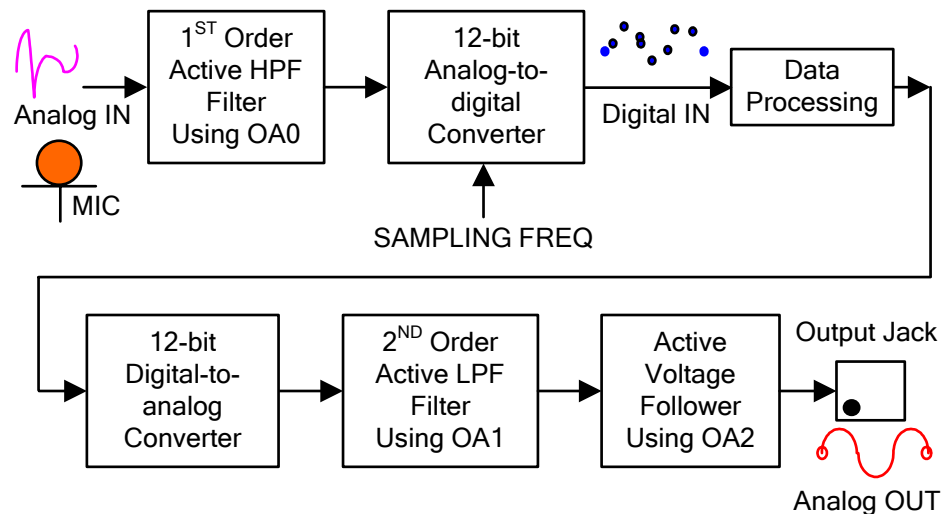 1ST Order
Active HPF
Filter
Using OA0
12-bit
Analog-to-
digital
Converter
Data
Processing
Analog IN
Digital IN
MIC
SAMPLING FREQ
12-bit
Digital-to-
analog
Converter
2ND Order
Active LPF
Filter
Using OA1
Active
Voltage
Follower
Using OA2
Output Jack
Analog OUT